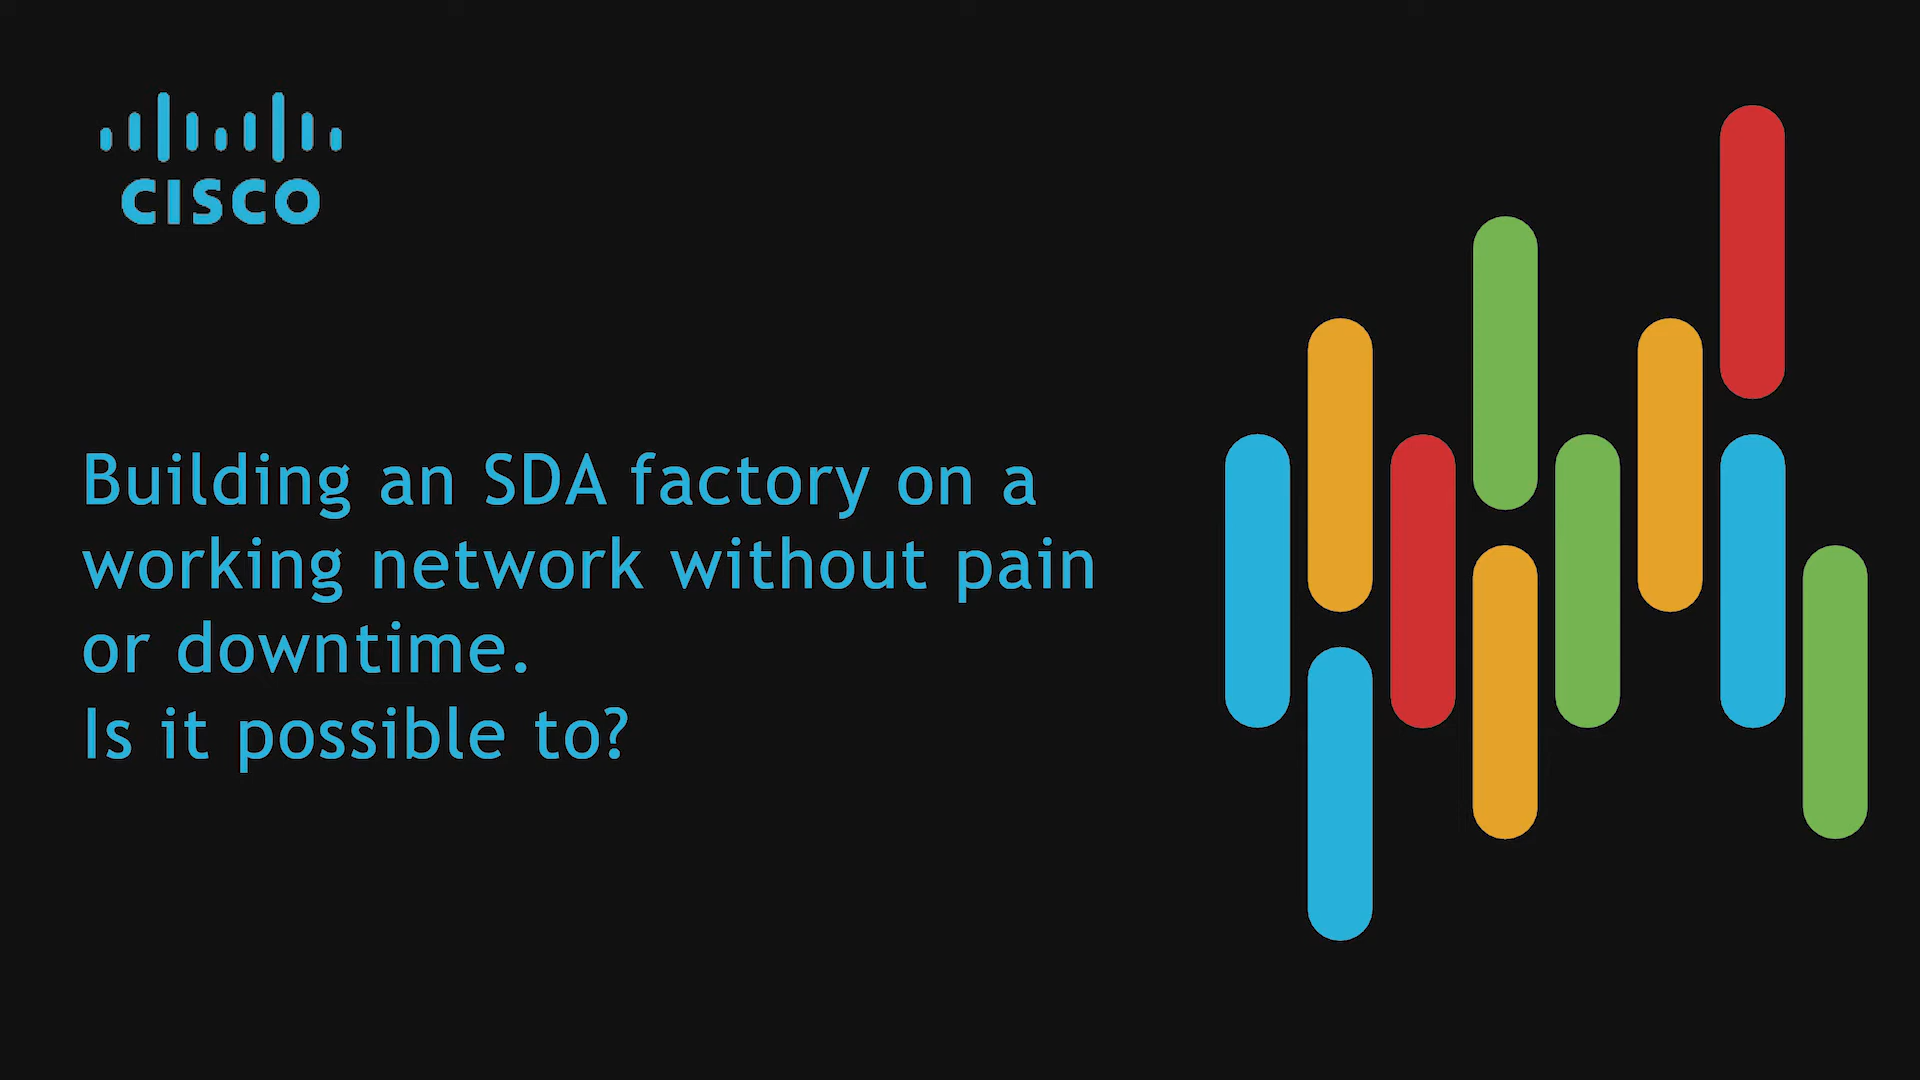 CISCO
Building an SDA factory on a
working network without pain
or downtime.
Is it possible to?